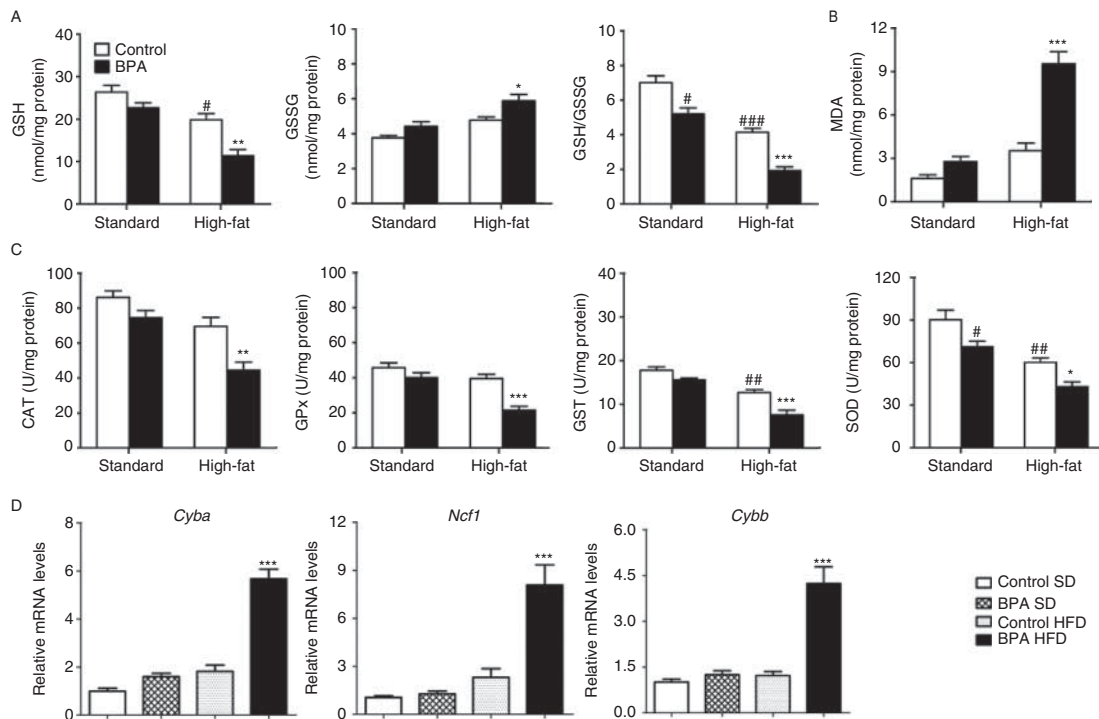 A
B
40
30
20
10
0
GSH
(nmol/mg protein)
Control
BPA
#
**
Standard High-fat
8
6
4
2
0
GSSG
(nmol/mg protein)
*
Standard High-fat
8
6
4
2
0
GSH/GSSG
#
###
***
Standard High-fat
12
9
6
3
0
MDA
(nmol/mg protein)
***
Standard High-fat
C
100
80
60
40
20
0
CAT (U/mg protein)
**
Standard High-fat
100
80
60
40
20
0
GPx (U/mg protein)
***
Standard High-fat
40
30
20
10
0
GST (U/mg protein)
##
***
Standard High-fat
120
90
60
30
0
SOD (U/mg protein)
#
##
*
Standard High-fat
D
Cyba
8
6
4
2
0
Relative mRNA levels
***
Ncf1
12
9
6
3
0
Relative mRNA levels
***
Cybb
6.0
4.5
3.0
1.5
0.0
Relative mRNA levels
***
Control SD
BPA SD
Control HFD
BPA HFD